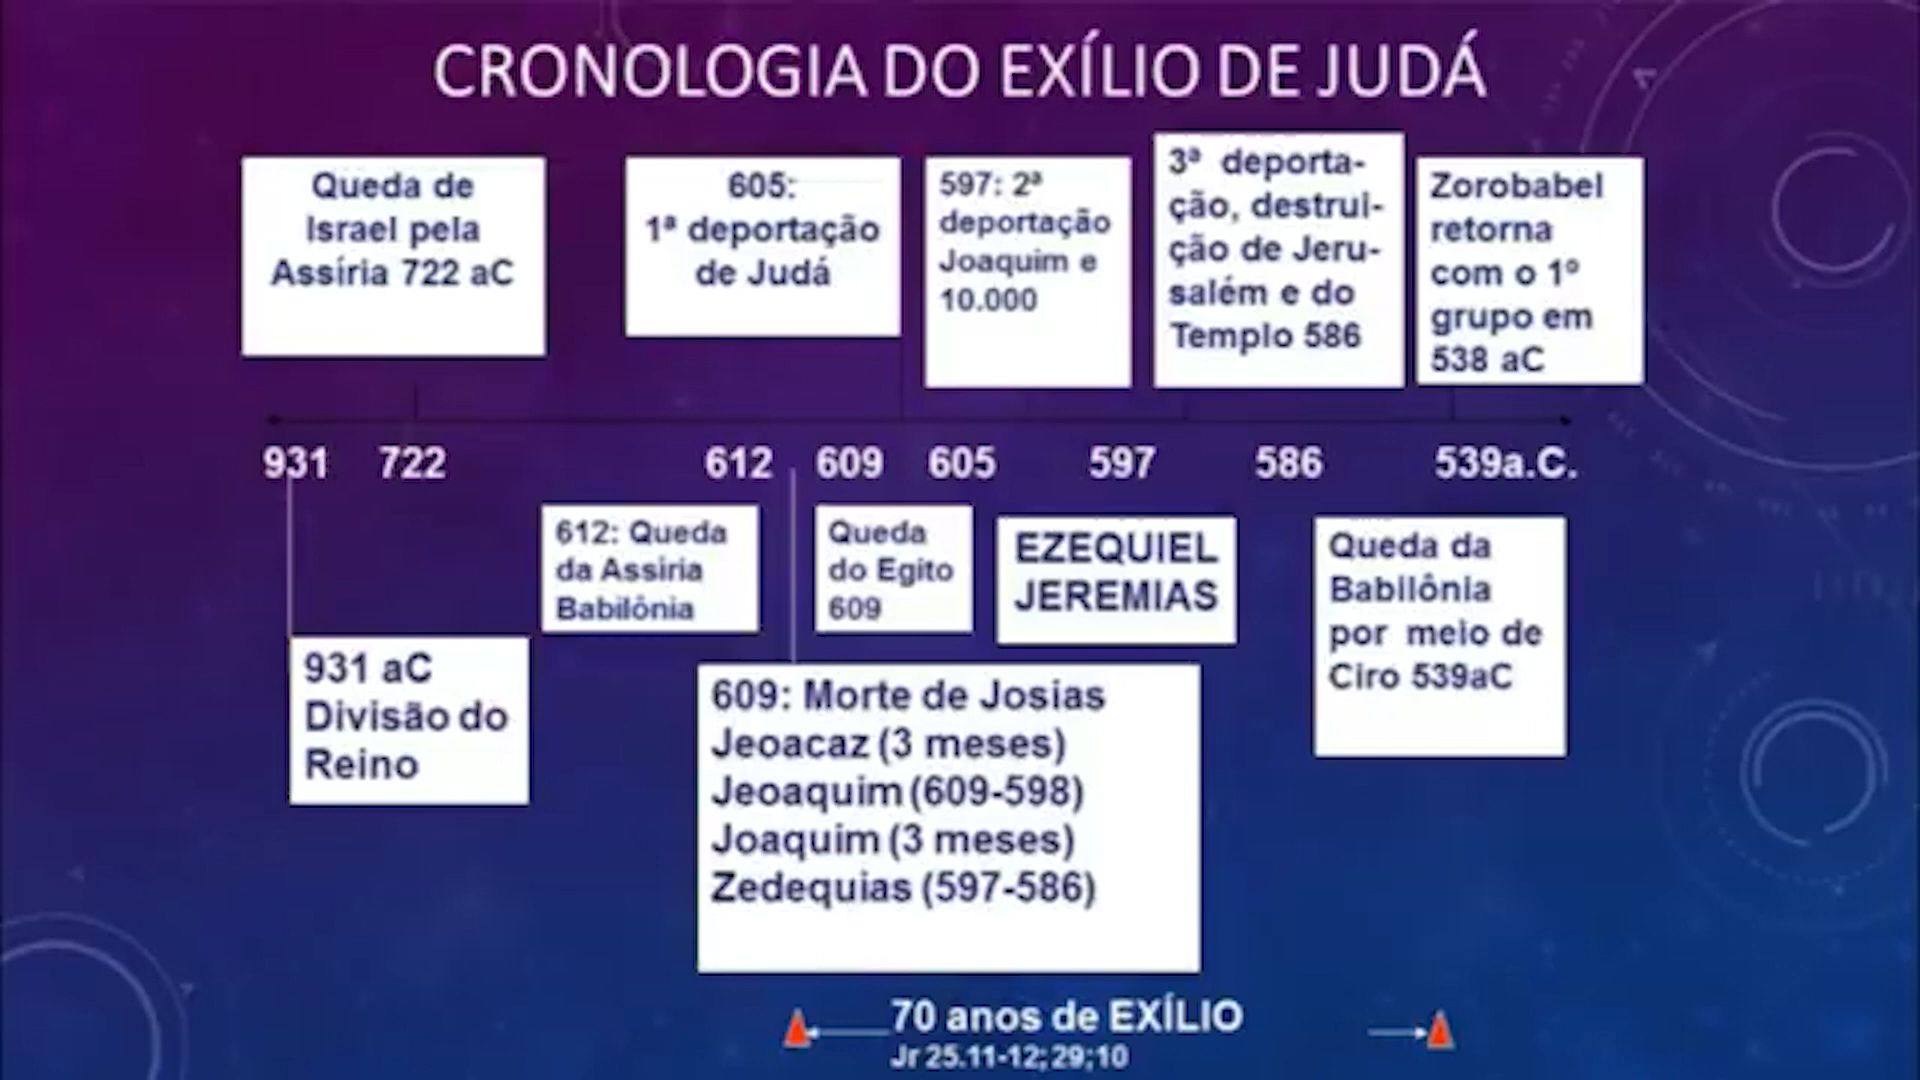 CRONOLOGIA DO EXÍLIO DE JUDÁ
Queda de
Israel pela
Assíria 722 aC
605:
1ª deportação
de Judá
597: 2ª
deportação
Joaquim e
10.000
3ª deporta-
ção, destrui-
ção de Jeru-
salém e do
Templo 586
Zorobabel
retorna
com o 1º
grupo em
538 aC
931 722 612 609 605 597 586 539a.C.
612: Queda
da Assiria
Babilônia
Queda
do Egito
609
EZEQUIEL
JEREMIAS
Queda da
Babilônia
por meio de
Ciro 539aC
931 aC
Divisão do
Reino
609: Morte de Josias
Jeoacaz (3 meses)
Jeoaquim (609-598)
Joaquim (3 meses)
Zedequias (597-586)
70 anos de EXÍLIO
Jr 25.11-12; 29;10